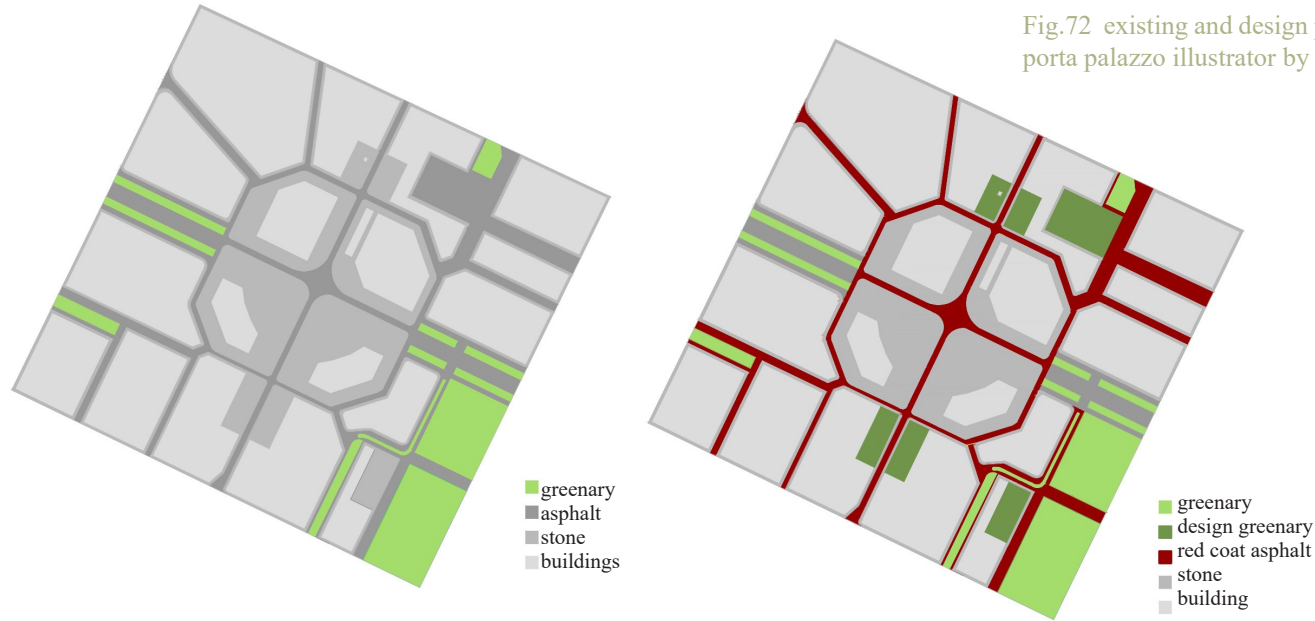 Fig.72 existing and design
porta palazzo illustrator by
greenary
asphalt
stone
buildings
greenary
design greenary
red coat asphalt
stone
building